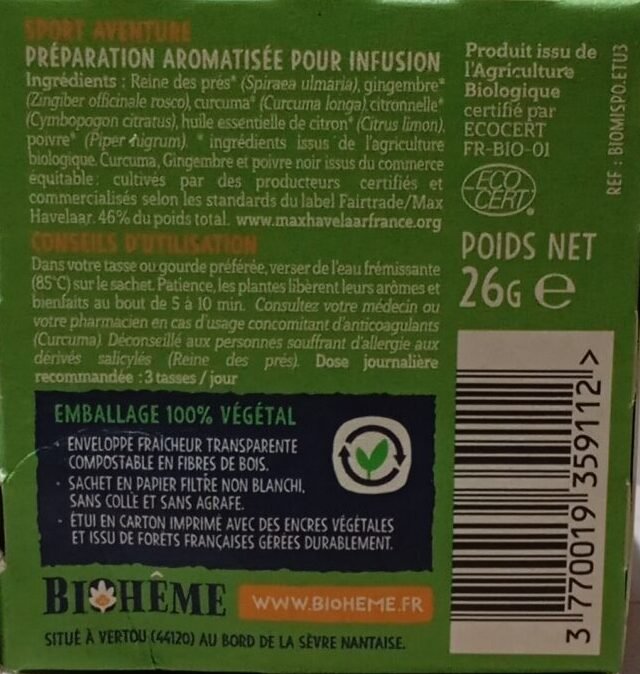 SPORT AVENTURE
PRÉPARATION AROMATISÉE POUR INFUSION
Ingrédients : Reine des prés* (Spiraea ulmaria), gingembre*
(Zingiber officinale rosco), curcuma* (Curcuma longa), citronnelle*
(Cymbopogon citratus), huile essentielle de citron* (Citrus limon),
poivre* (Piper nigrum). * ingrédients issus de l'agriculture
biologique. Curcuma, Gingembre et poivre noir issus du commerce
équitable: cultivés par des producteurs certifiés et
commercialisés selon les standards du label Fairtrade/Max
Havelaar. 46% du poids total. www.maxhavelaarfrance.org
CONSEILS D'UTILISATION
Dans votre tasse ou gourde préférée, verser de l'eau frémissante
(85°C) sur le sachet. Patience, les plantes libèrent leurs arômes et
bienfaits au bout de 5 à 10 min. Consultez votre médecin ou
votre pharmacien en cas d'usage concomitant d'anticoagulants
(Curcuma). Déconseillé aux personnes souffrant d'allergie aux
dérivés salicylés (Reine des prés). Dose journalière
recommandée : 3 tasses / jour
EMBALLAGE 100% VÉGÉTAL
• ENVELOPPE FRAÎCHEUR TRANSPARENTE
COMPOSTABLE EN FIBRES DE BOIS.
• SACHET EN PAPIER FILTRE NON BLANCHI,
SANS COLLE ET SANS AGRAFE.
• ÉTUI EN CARTON IMPRIMÉ AVEC DES ENCRES VÉGÉTALES
ET ISSU DE FORÊTS FRANÇAISES GÉRÉES DURABLEMENT.
BIOHÊME
WWW.BIOHEME.FR
SITUÉ À VERTOU (44120) AU BORD DE LA SÈVRE NANTAISE.
Produit issu de
l'Agriculture
Biologique
certifié par
ECOCERT
FR-BIO-01
ECO
CERT
POIDS NET
26G e
REF : BIOMISPO.ETU3
3 770019 359112 >